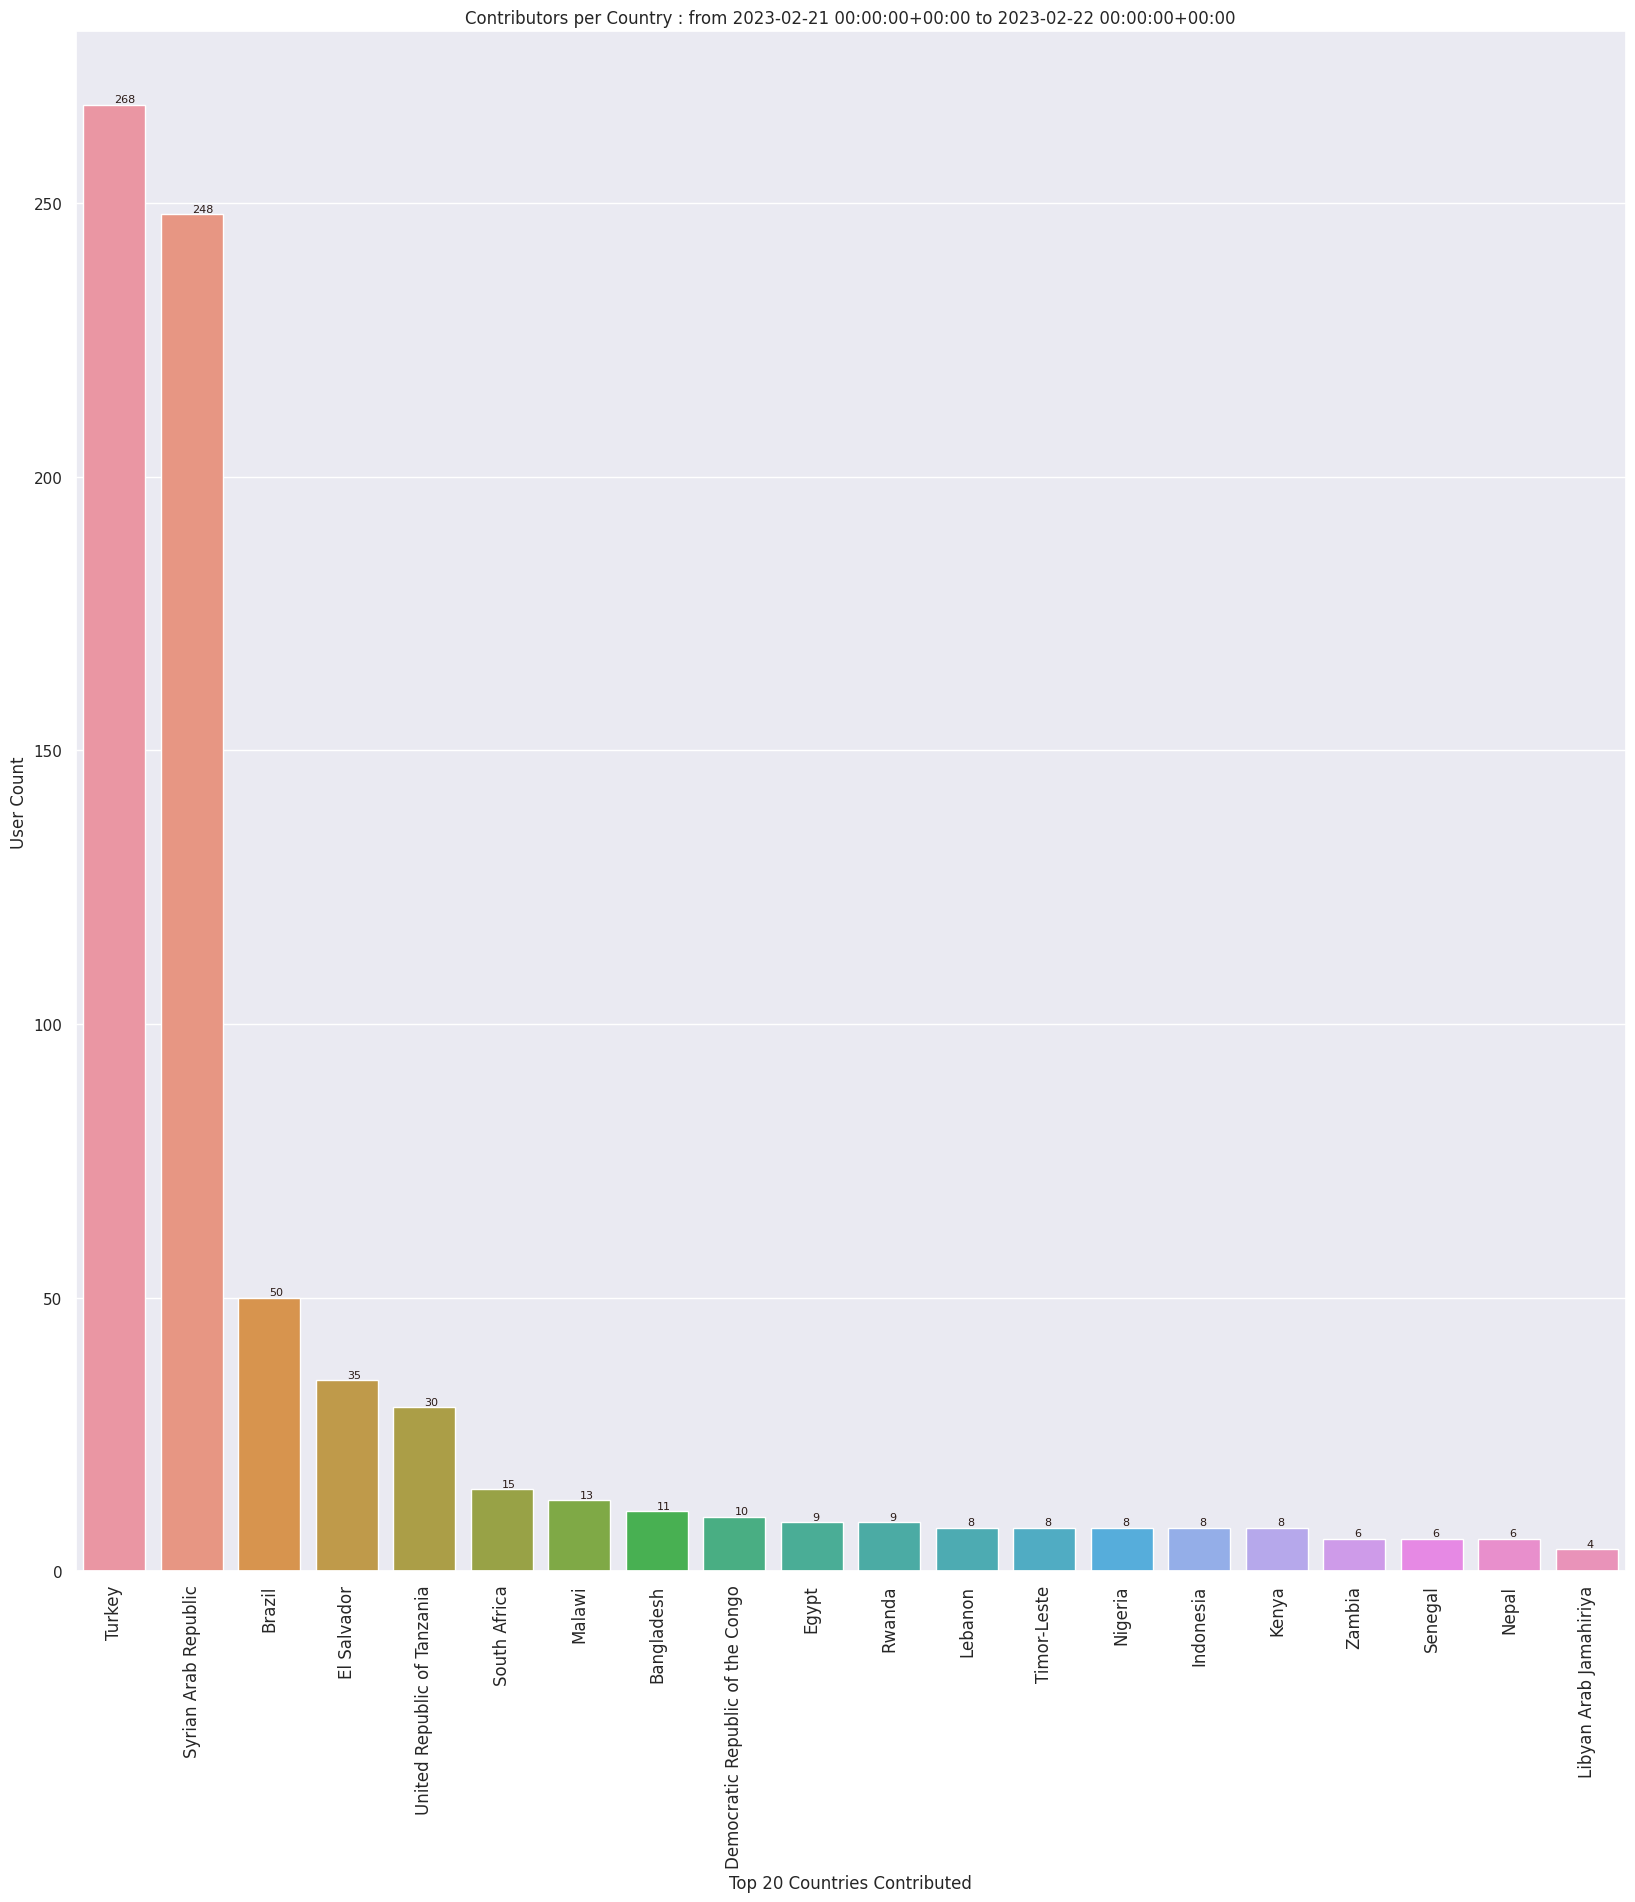 Contributors per Country : from 2023-02-21 00:00:00+00:00 to 2023-02-22 00:00:00+00:00
User Count
250
200
150
100
50
0
268
248
50
35
30
15
13
11
10
9
9
8
8
8
8
8
6
6
6
4
Turkey
Syrian Arab Republic
Brazil
El Salvador
United Republic of Tanzania
South Africa
Malawi
Bangladesh
Democratic Republic of the Congo
Egypt
Rwanda
Lebanon
Timor-Leste
Nigeria
Indonesia
Kenya
Zambia
Senegal
Nepal
Libyan Arab Jamahiriya
Top 20 Countries Contributed